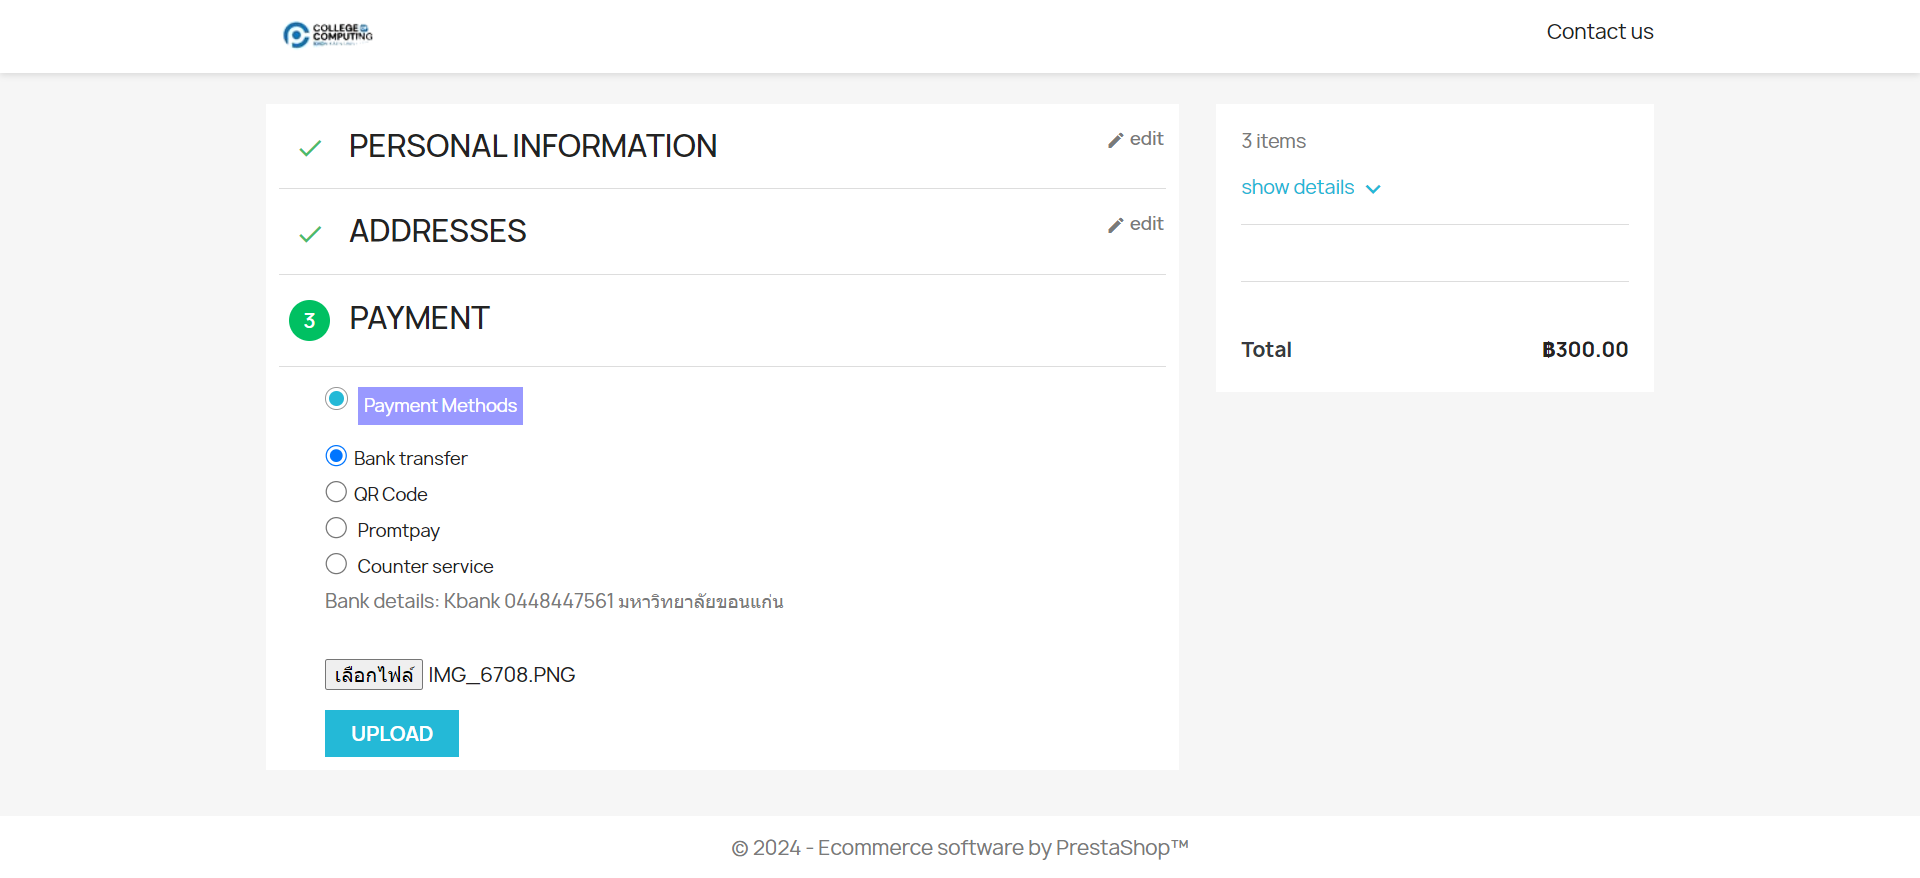 COLLEGE OF
COMPUTING
Contact us
PERSONAL INFORMATION
edit
ADDRESSES
edit
3 PAYMENT
Payment Methods
Bank transfer
QR Code
Promtpay
Counter service
Bank details: Kbank 0448447561 มหาวิทยาลัยขอนแก่น
เลือกไฟล์ IMG_6708.PNG
UPLOAD
3 items
show details
Total ฿300.00
© 2024 - Ecommerce software by PrestaShop™